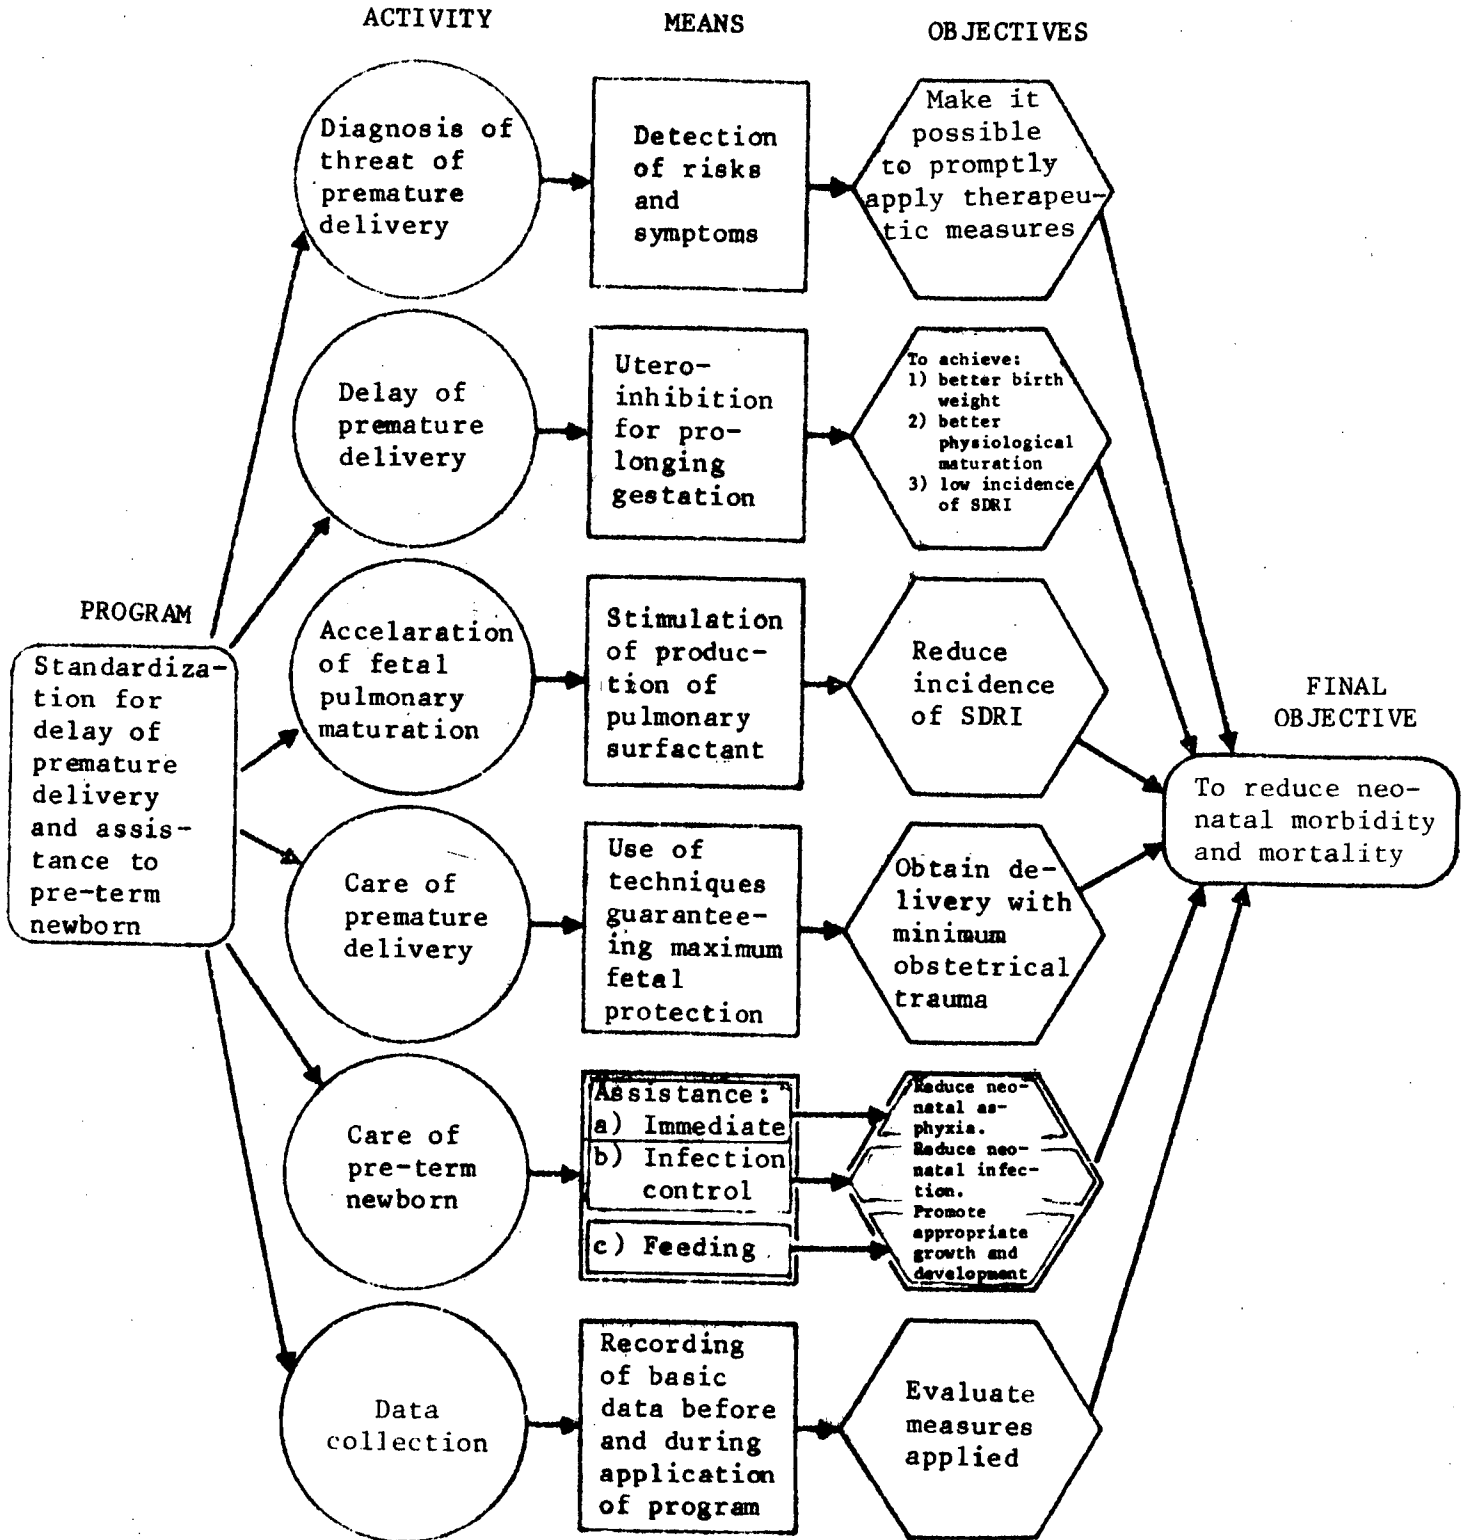 ACTIVITY
MEANS
OBJECTIVES
Diagnosis of
threat of
premature
delivery
Detection
of risks
and
symptoms
Make it
possible
to promptly
apply therapeu-
tic measures
Delay of
premature
delivery
Utero-
inhibition
for pro-
longing
gestation
To achieve:
1) better birth
weight
2) better
physiological
maturation
3) low incidence
of SDRI
PROGRAM
Standardiza-
tion for
delay of
premature
delivery
and assis-
tance to
pre-term
newborn
Accelaration
of fetal
pulmonary
maturation
Stimulation
of produc-
tion of
pulmonary
surfactant
Reduce
incidence
of SDRI
FINAL
OBJECTIVE
To reduce neo-
natal morbidity
and mortality
Care of
premature
delivery
Use of
techniques
guarantee-
ing maximum
fetal
protection
Obtain de-
livery with
minimum
obstetrical
trauma
Care of
pre-term
newborn
Assistance:
a) Immediate
b) Infection
control
c) Feeding
Reduce neo-
natal as-
phyxia.
Reduce neo-
natal infec-
tion.
Promote
appropriate
growth and
development
Data
collection
Recording
of basic
data before
and during
application
of program
Evaluate
measures
applied